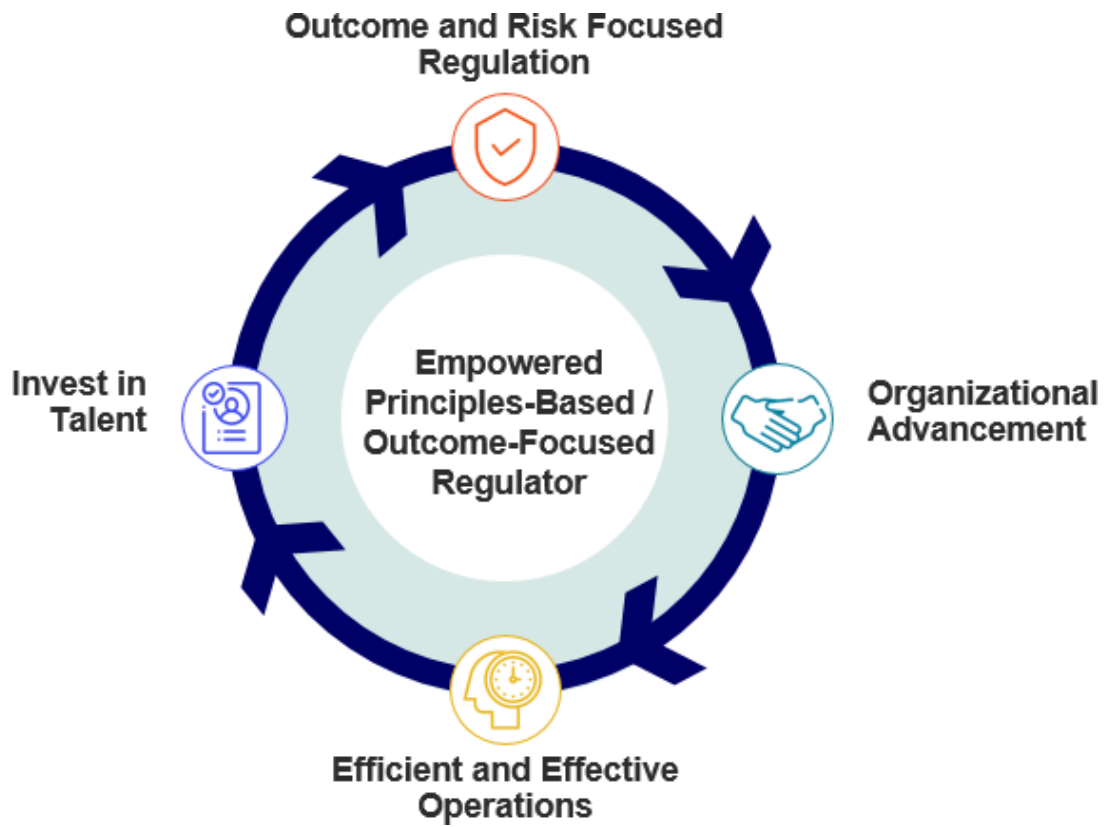 Outcome and Risk Focused
Regulation
Invest in
Talent
Empowered
Principles-Based /
Outcome-Focused
Regulator
Organizational
Advancement
Efficient and Effective
Operations